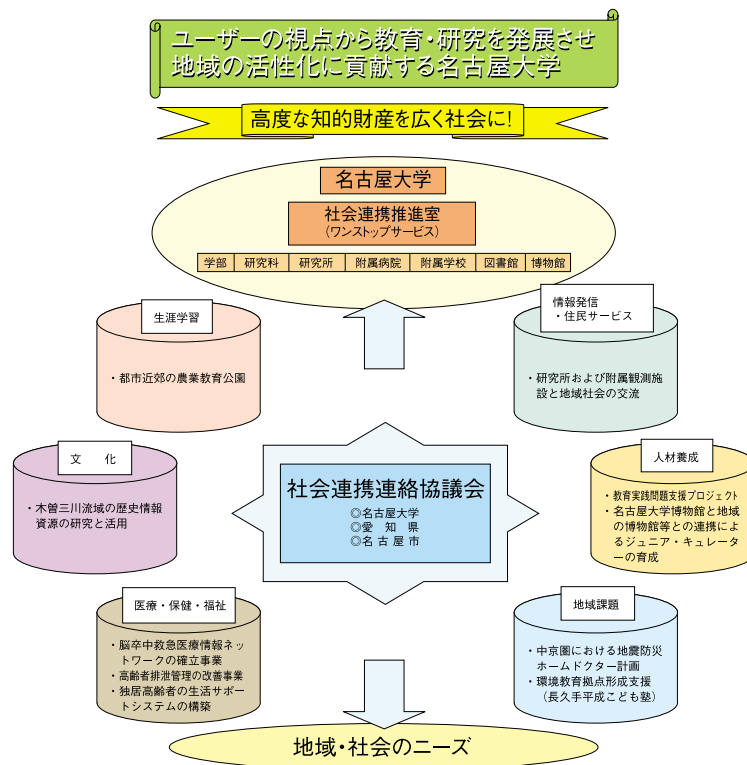 ユーザーの視点から教育・研究を発展させ
地域の活性化に貢献する名古屋大学
高度な知的財産を広く社会に!
名古屋大学
社会連携推進室
(ワンストップサービス)
学部 研究科 研究所 附属病院 附属学校 図書館 博物館
生涯学習
・都市近郊の農業教育公園
情報発信
・住民サービス
・研究所および附属観測施
設と地域社会の交流
文 化
・木曽三川流域の歴史情報
資源の研究と活用
社会連携連絡協議会
◎名古屋大学
◎愛知県
◎名古屋市
人材養成
・教育実践問題支援プロジェクト
・名古屋大学博物館と地域
の博物館等との連携によ
るジュニア・キュレーター
の育成
医療・保健・福祉
・脳卒中救急医療情報ネッ
トワークの確立事業
・高齢者排泄管理の改善事業
・独居高齢者の生活サポー
トシステムの構築
地域課題
・中京圏における地震防災
ホームドクター計画
・環境教育拠点形成支援
(長久手平成こども塾)
地域・社会のニーズ